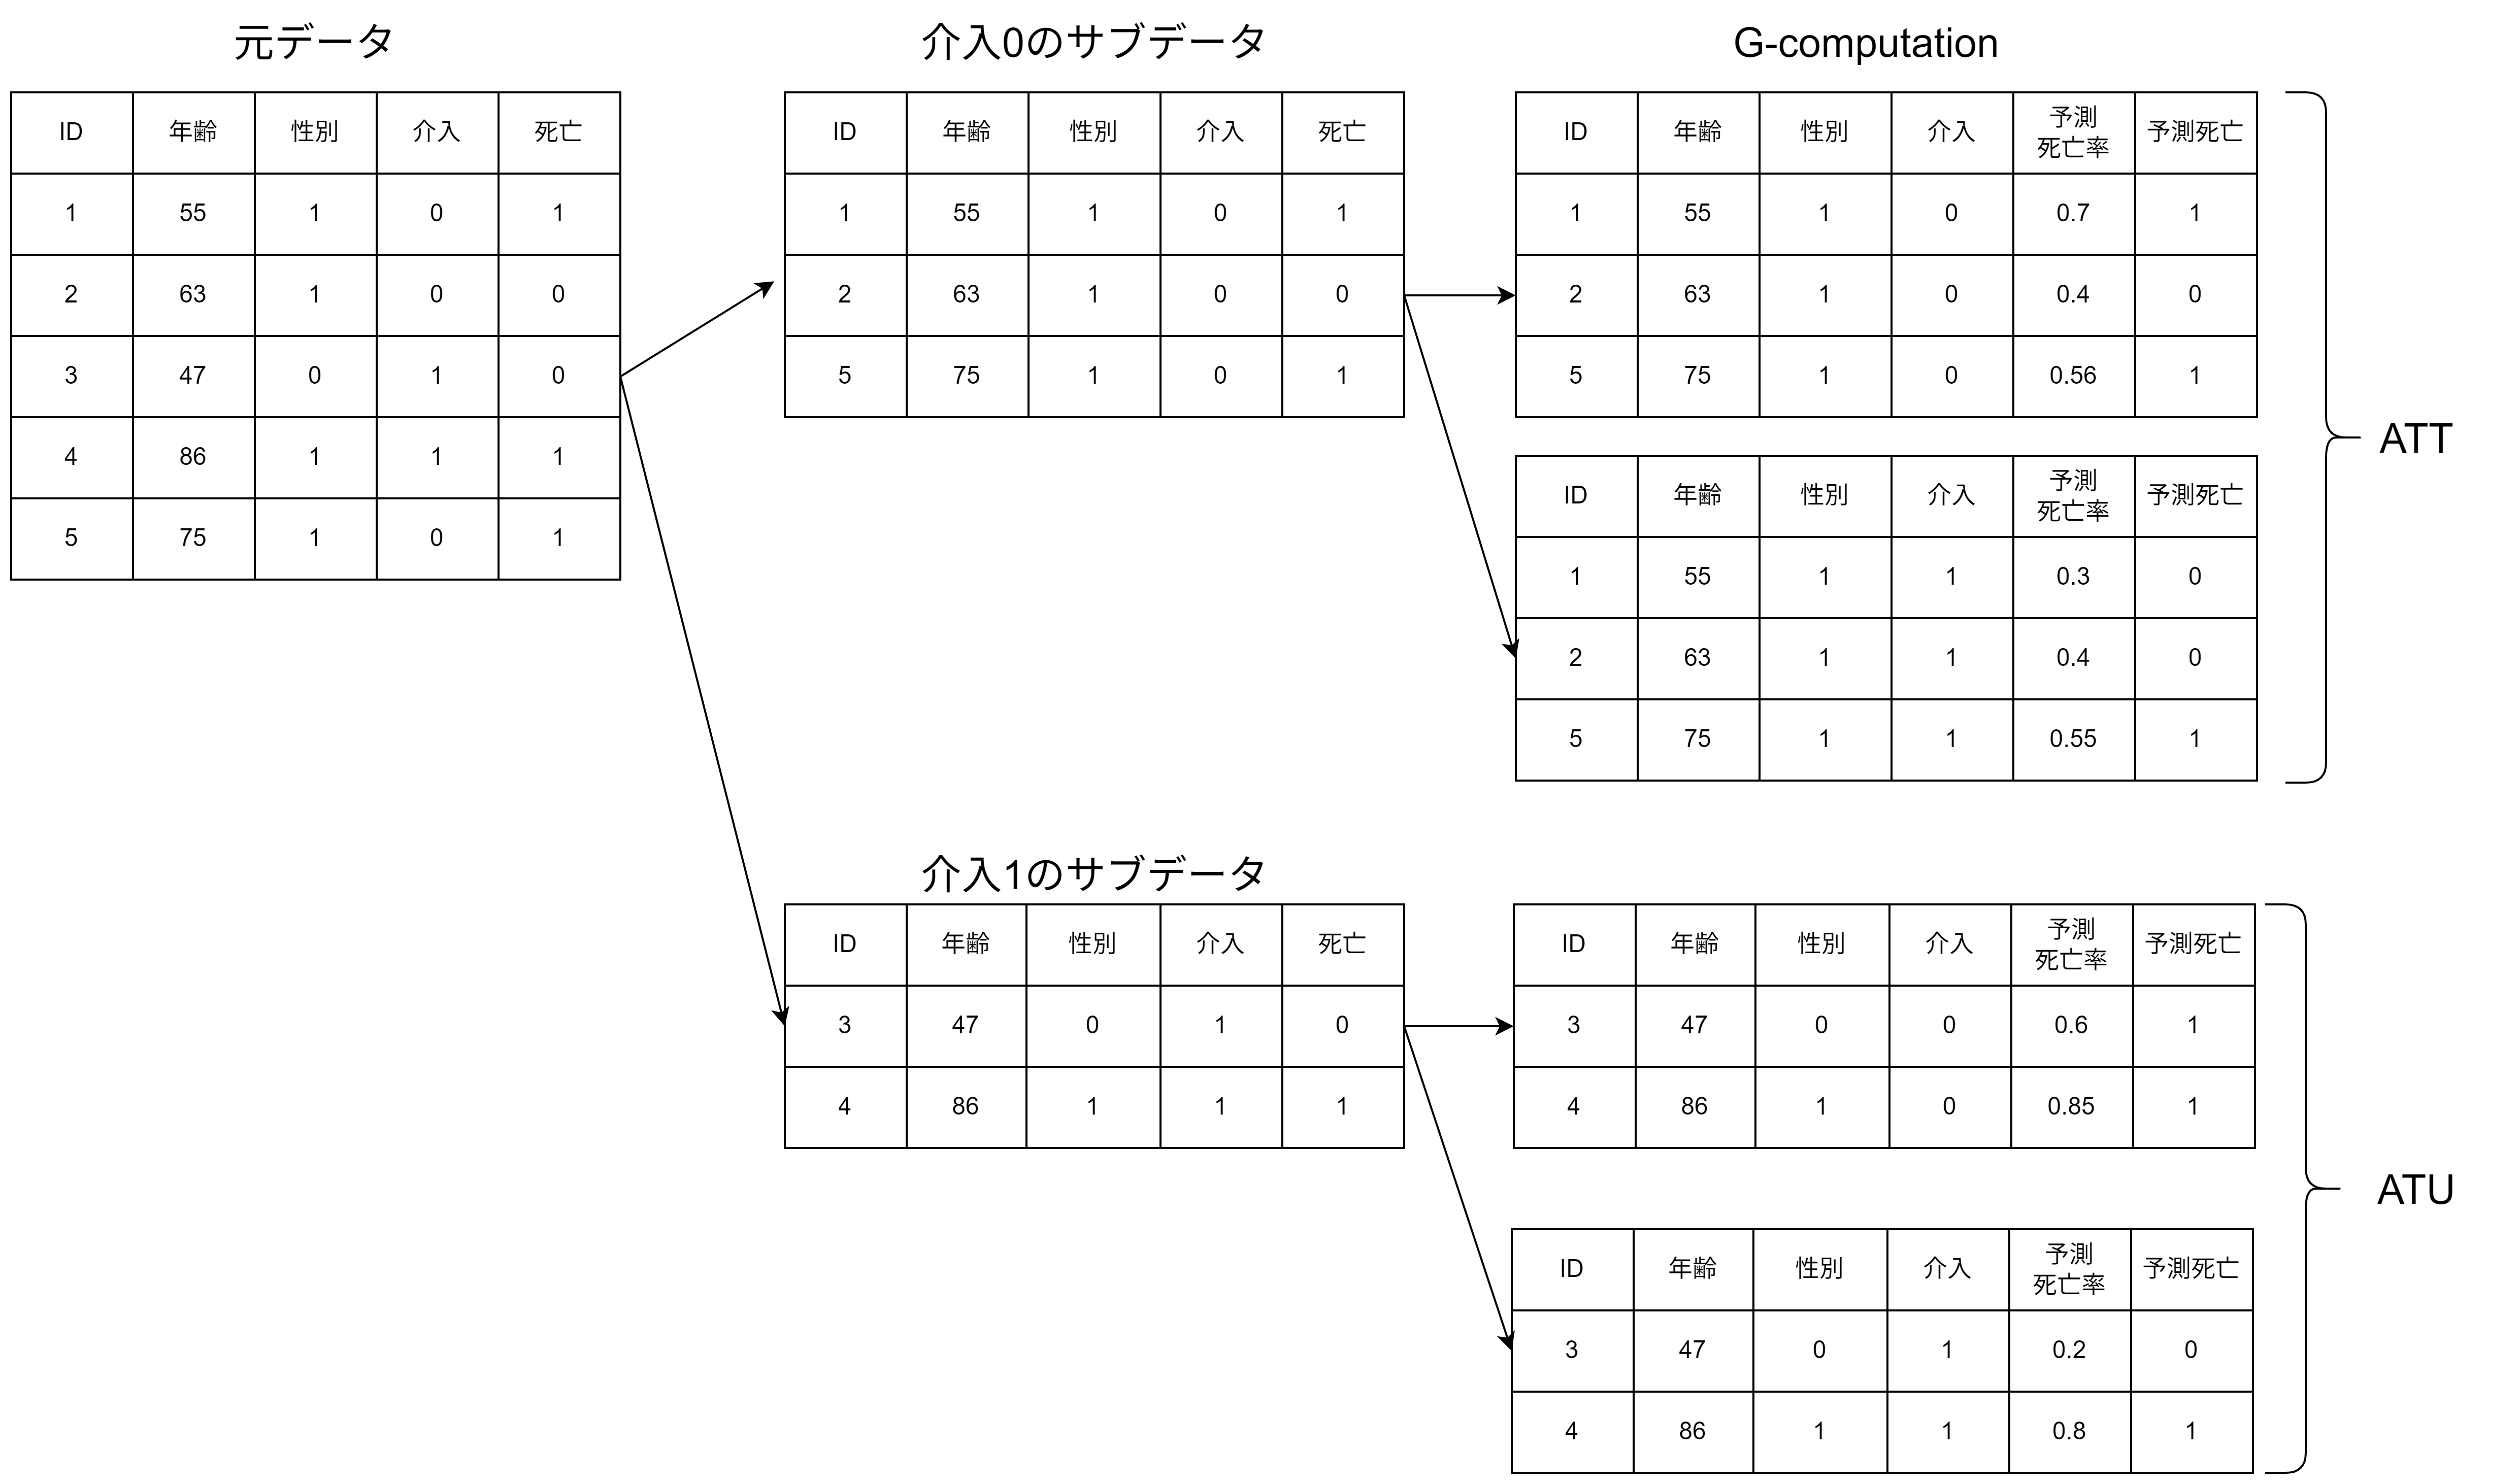 元データ
ID 年齢 性別 介入 死亡
1 55 1 0 1
2 63 1 0 0
3 47 0 1 0
4 86 1 1 1
5 75 1 0 1
介入0のサブデータ
ID 年齢 性別 介入 死亡
1 55 1 0 1
2 63 1 0 0
5 75 1 0 1
G-computation
ID 年齢 性別 介入 予測
死亡率 予測死亡
1 55 1 0 0.7 1
2 63 1 0 0.4 0
5 75 1 0 0.56 1
ID 年齢 性別 介入 予測
死亡率 予測死亡
1 55 1 1 0.3 0
2 63 1 1 0.4 0
5 75 1 1 0.55 1
ATT
介入1のサブデータ
ID 年齢 性別 介入 死亡
3 47 0 1 0
4 86 1 1 1
ID 年齢 性別 介入 予測
死亡率 予測死亡
3 47 0 0 0.6 1
4 86 1 0 0.85 1
ID 年齢 性別 介入 予測
死亡率 予測死亡
3 47 0 1 0.2 0
4 86 1 1 0.8 1
ATU